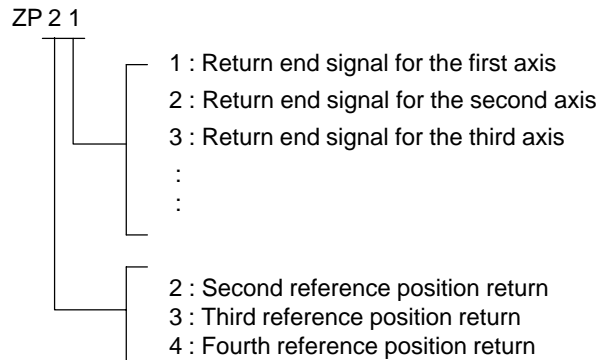 ZP 2 1
1 : Return end signal for the first axis
2 : Return end signal for the second axis
3 : Return end signal for the third axis
:
:
2 : Second reference position return
3 : Third reference position return
4 : Fourth reference position return